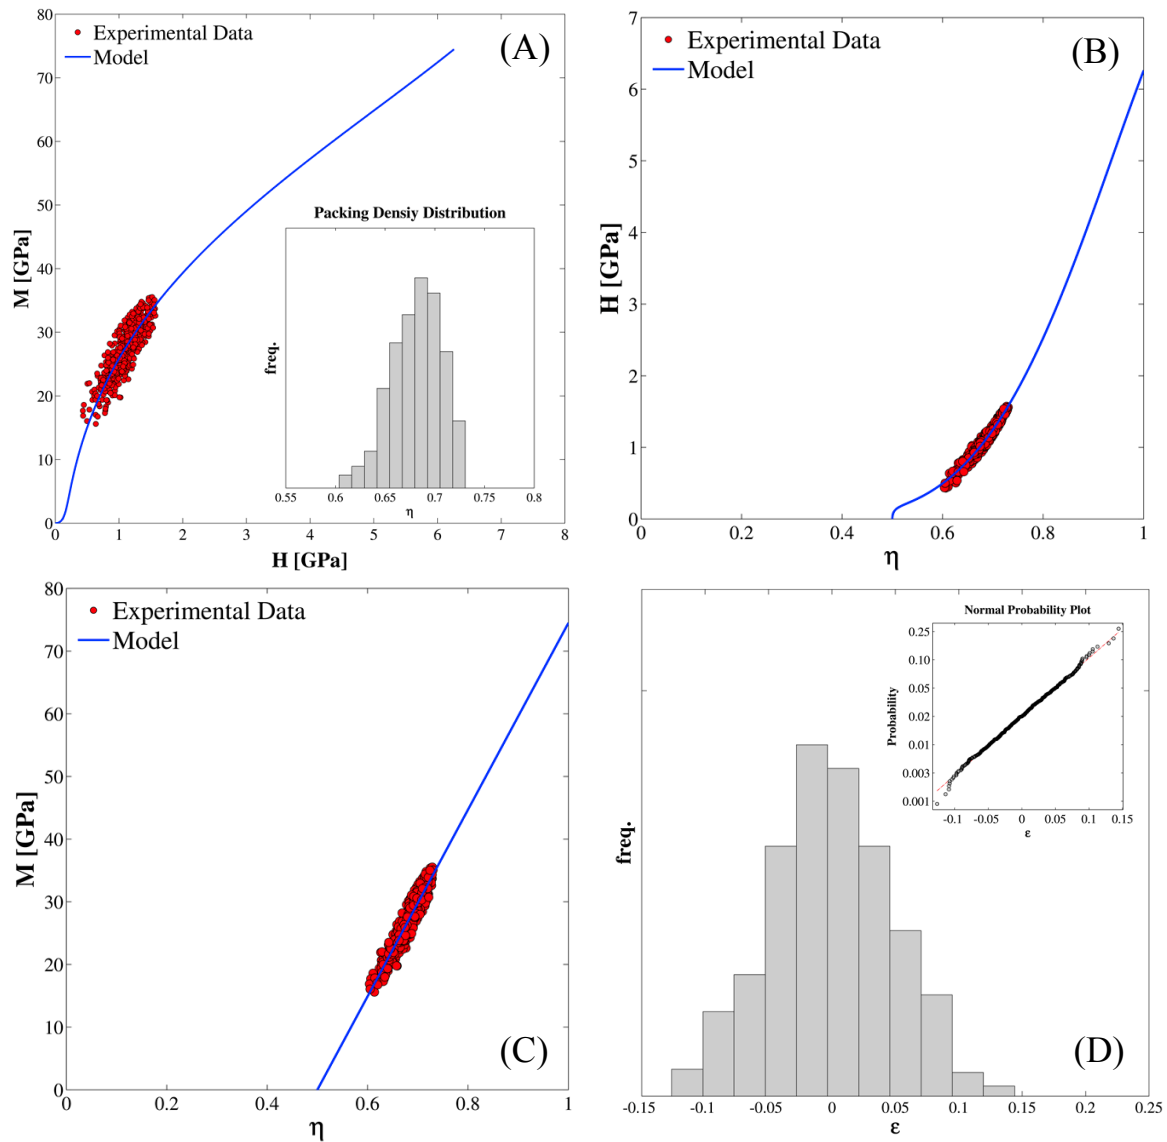 80
70
60
50
40
30
20
10
0
M [GPa]
Experimental Data
Model
(A)
Packing Densiy Distribution
freq.
0.55 0.6 0.65 0.7 0.75 0.8
η
0 1 2 3 4 5 6 7 8
H [GPa]
7
6
5
4
3
2
1
0
H [GPa]
Experimental Data
Model
(B)
0 0.2 0.4 0.6 0.8 1
η
80
70
60
50
40
30
20
10
0
M [GPa]
Experimental Data
Model
(C)
0 0.2 0.4 0.6 0.8 1
η
freq.
Normal Probability Plot
Probability
0.25
0.10
0.05
0.02
0.01
0.003
0.001
-0.1 -0.05 0 0.05 0.1 0.15
ε
(D)
-0.15 -0.1 -0.05 0 0.05 0.1 0.15 0.2 0.25
ε